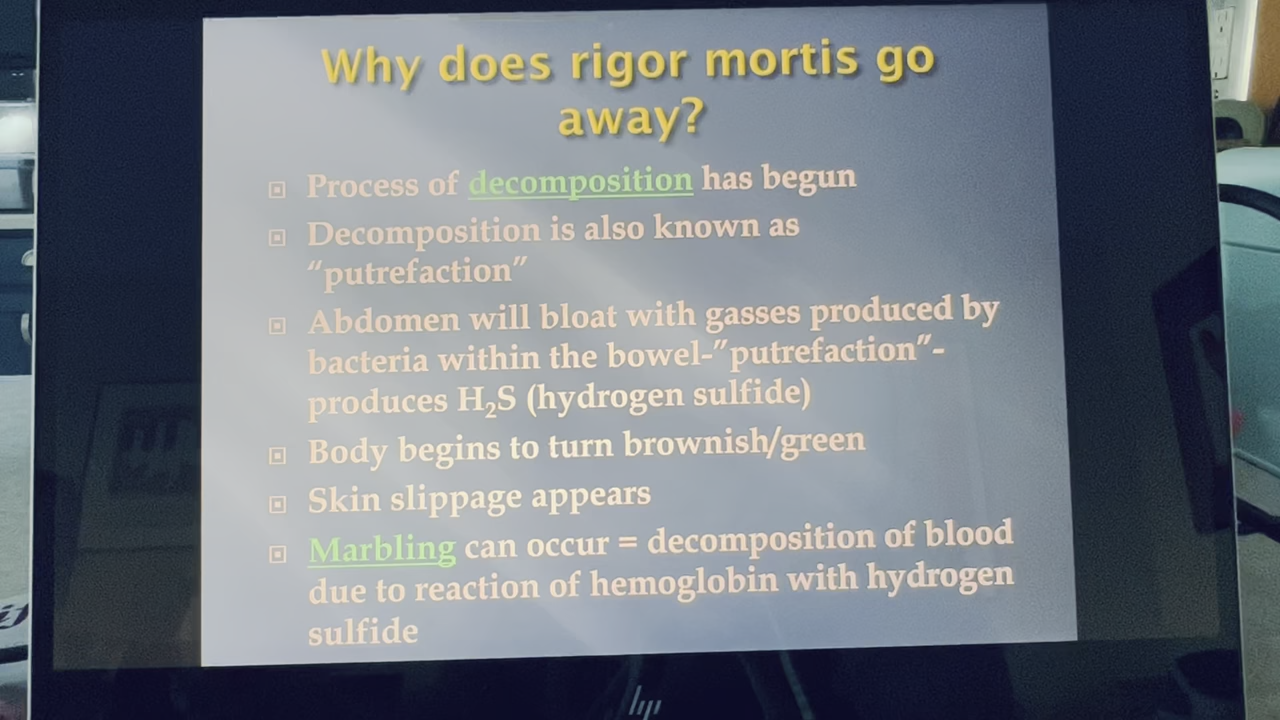 Why does rigor mortis go
away?
Process of decomposition has begun
Decomposition is also known as
“putrefaction”
Abdomen will bloat with gasses produced by
bacteria within the bowel-”putrefaction”-
produces H₂S (hydrogen sulfide)
Body begins to turn brownish/green
Skin slippage appears
Marbling can occur = decomposition of blood
due to reaction of hemoglobin with hydrogen
sulfide
hp